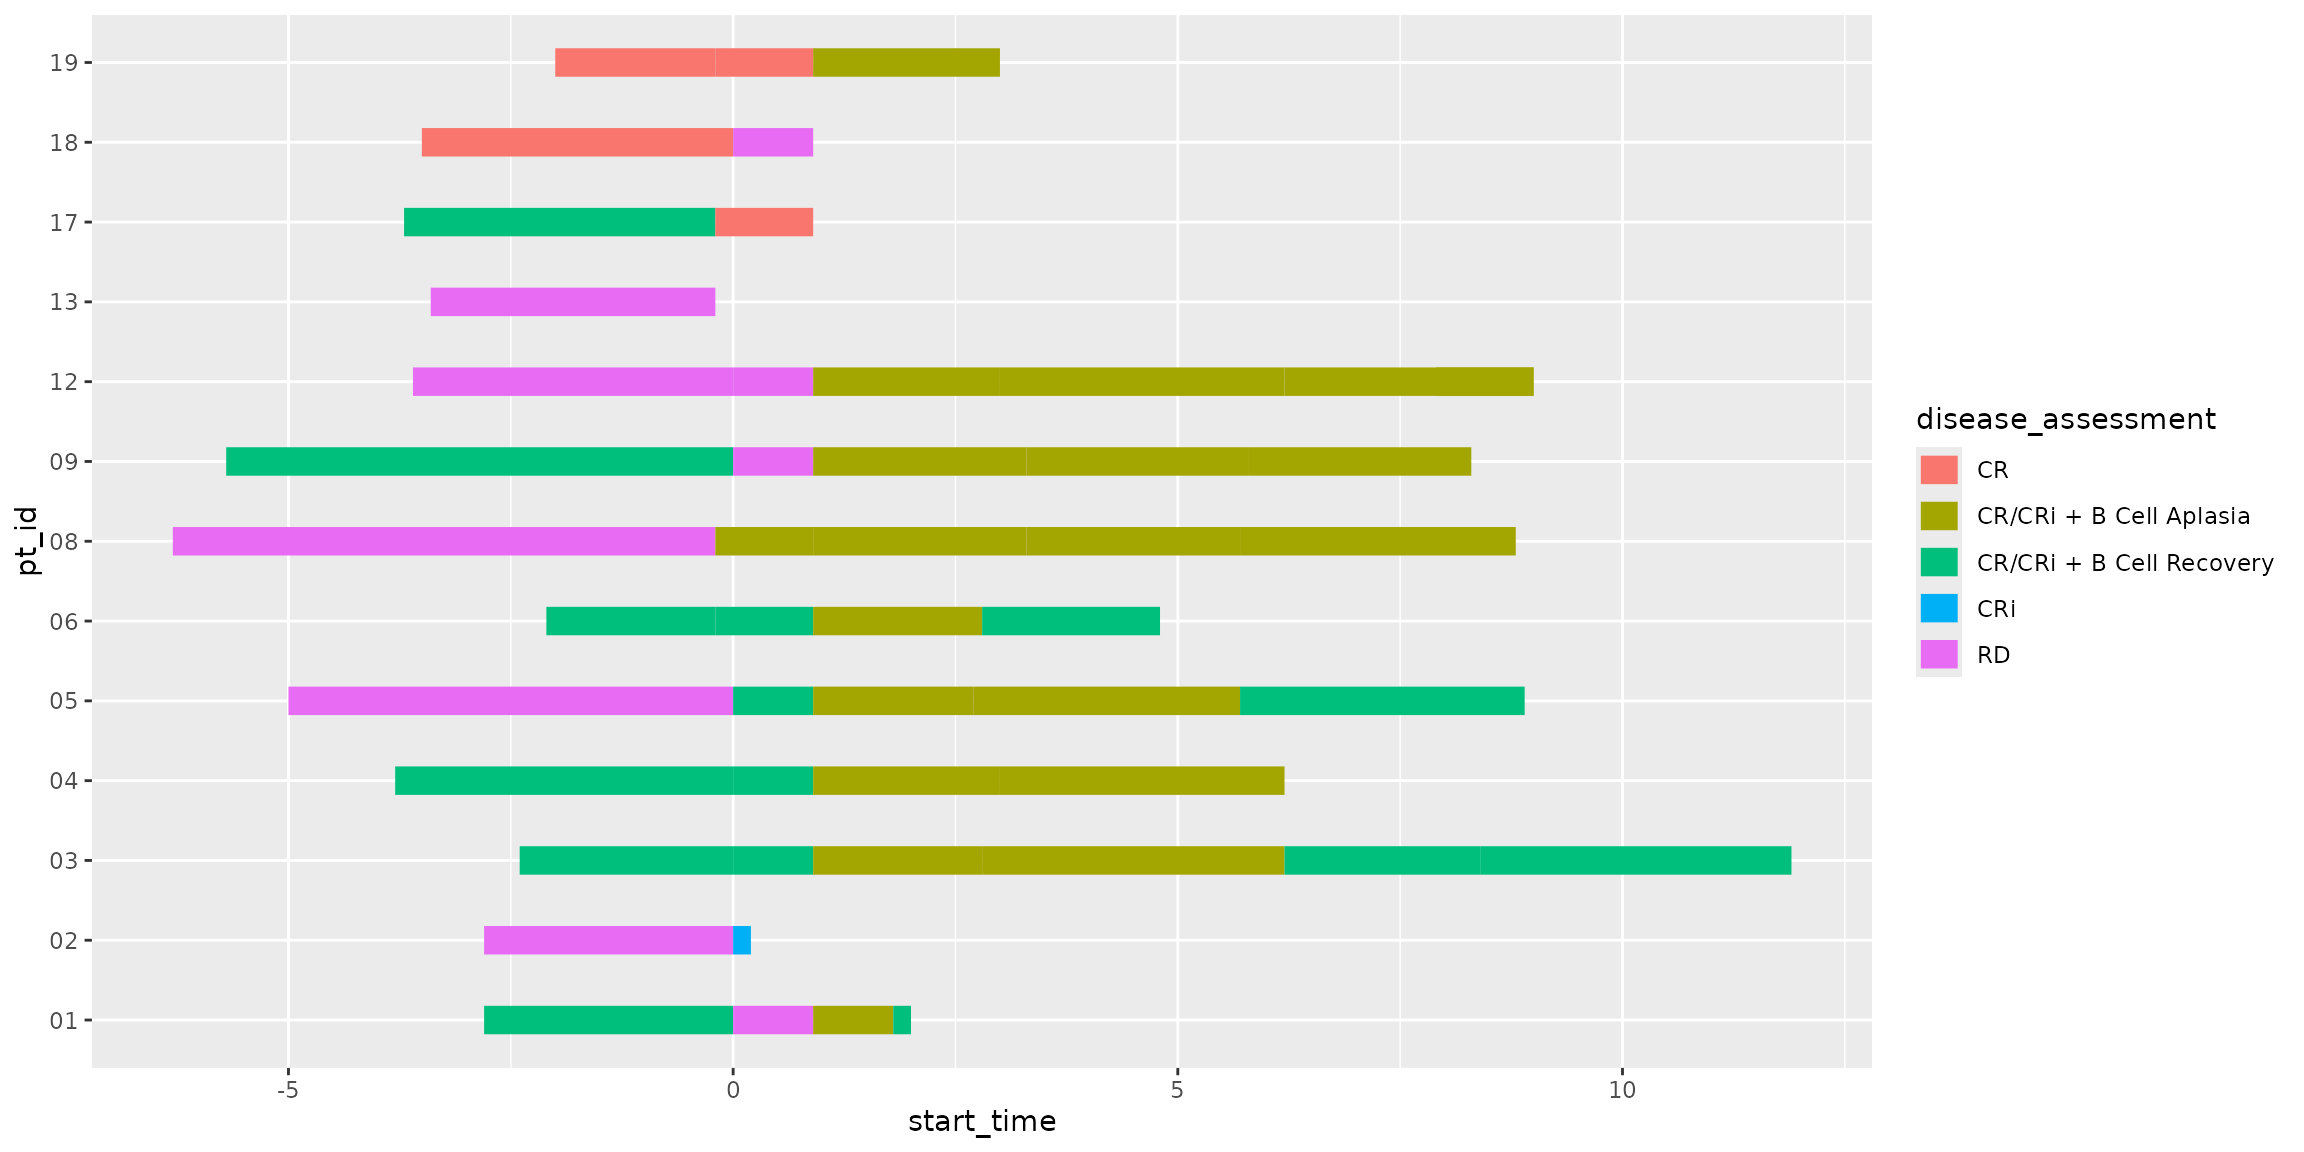 19
18
17
13
12
09
08
06
05
04
03
02
01
pt_id
-5 0 5 10
start_time
disease_assessment
CR
CR/CRi + B Cell Aplasia
CR/CRi + B Cell Recovery
CRi
RD